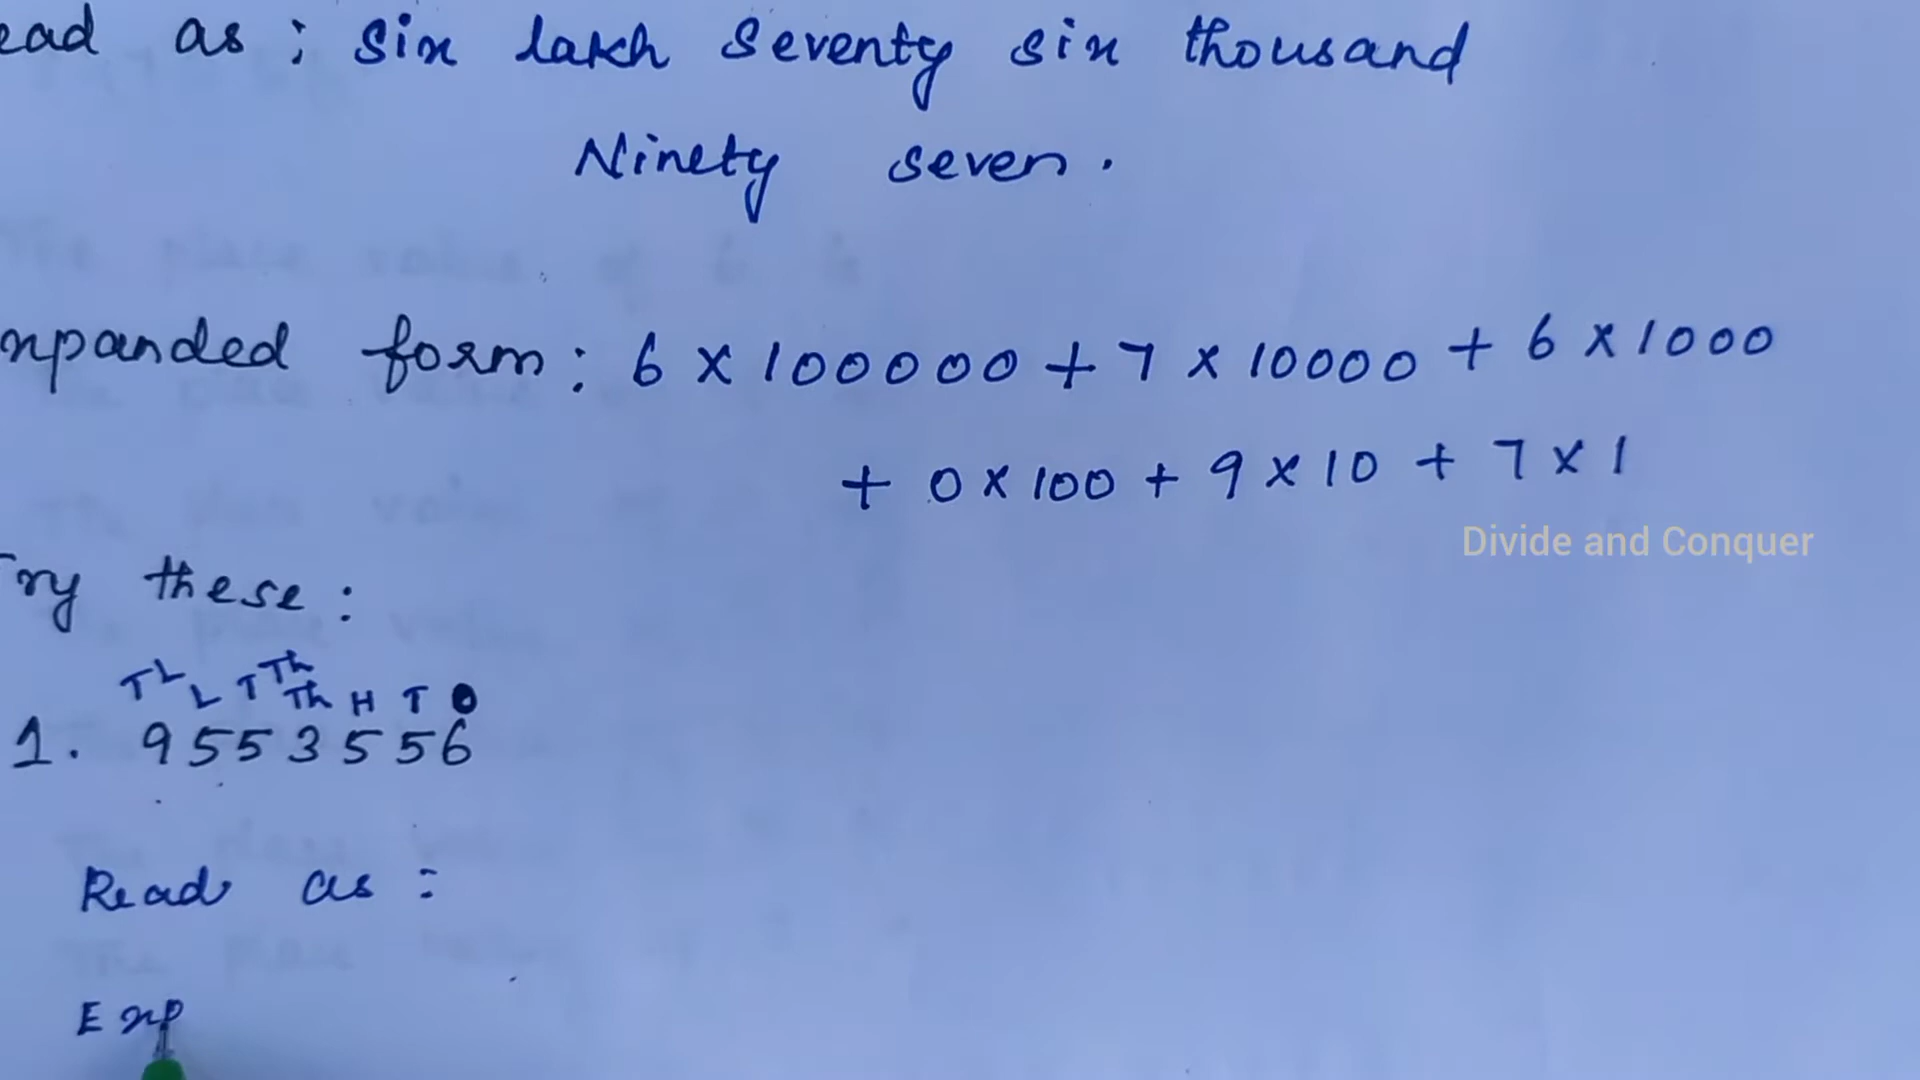 ead as : Six lakh Seventy six thousand
Ninety seven.
xpanded form : 6 × 100000 + 7 × 10000 + 6 × 1000
+ 0 × 100 + 9 × 10 + 7 × 1
Divide and Conquer
Try these :
TL L TTh Th H T O
1. 9553556
Read as :
Exp